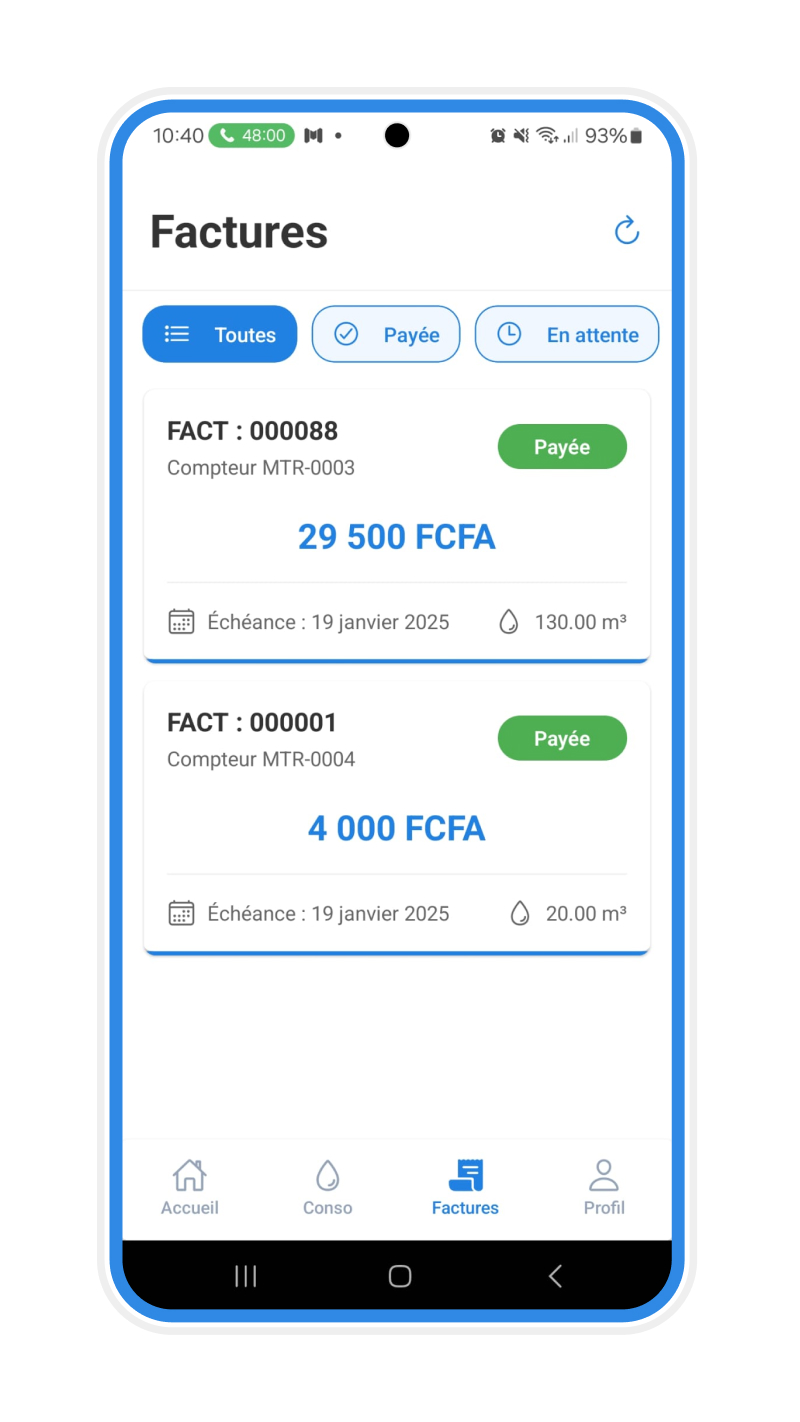 10:40 48:00 93%
Factures
Toutes Payée En attente
FACT : 000088
Payée
Compteur MTR-0003
29 500 FCFA
Échéance : 19 janvier 2025 130.00 m³
FACT : 000001
Payée
Compteur MTR-0004
4 000 FCFA
Échéance : 19 janvier 2025 20.00 m³
Accueil Conso Factures Profil